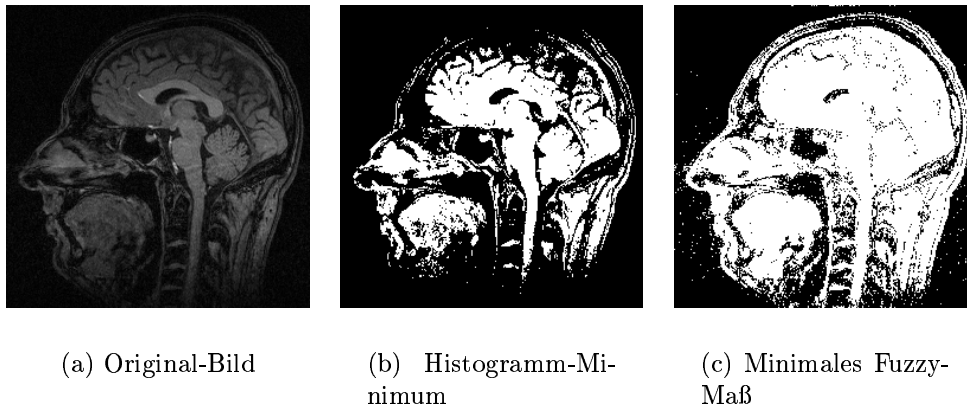 (a) Original-Bild
(b) Histogramm-Mi-
nimum
(c) Minimales Fuzzy-
Maß